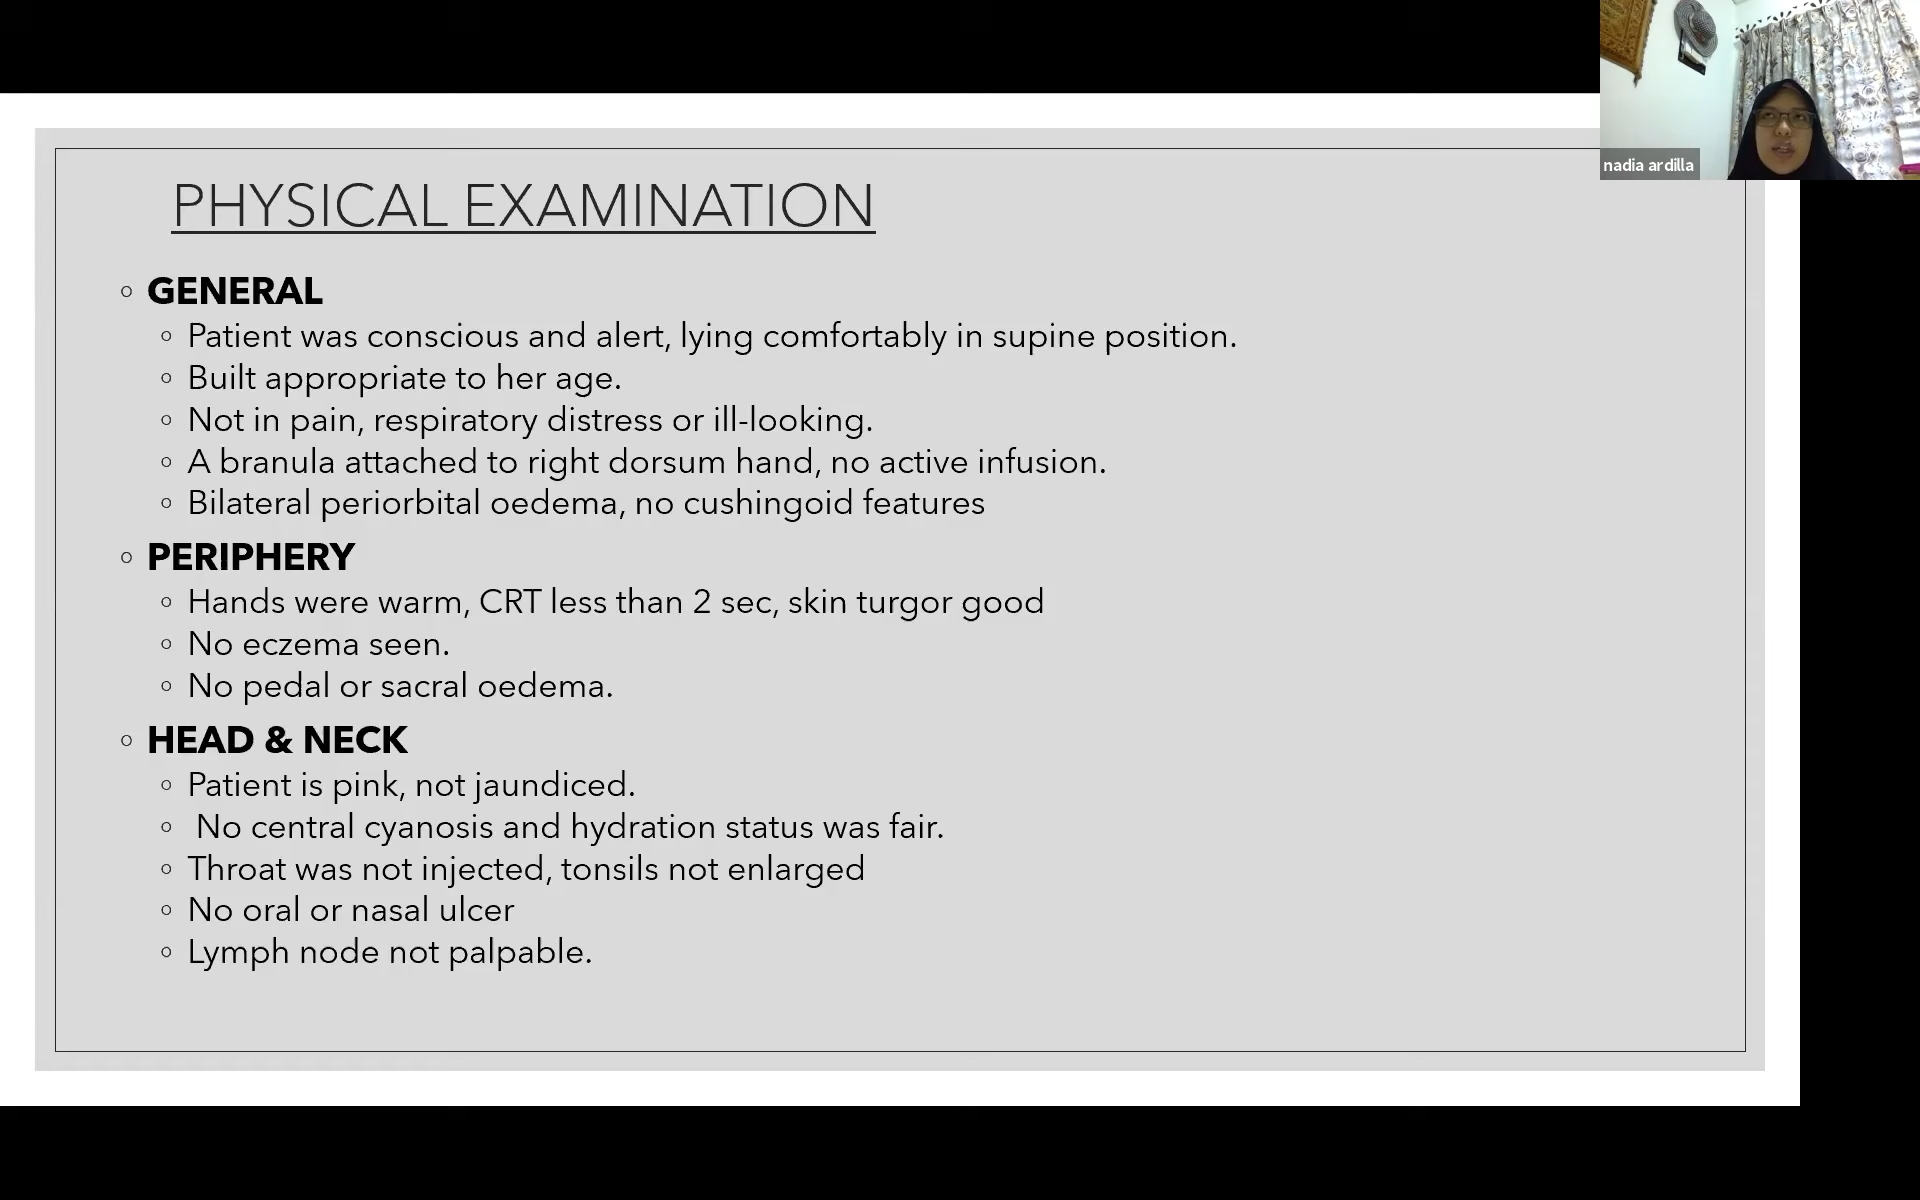 nadia ardilla
PHYSICAL EXAMINATION
GENERAL
Patient was conscious and alert, lying comfortably in supine position.
Built appropriate to her age.
Not in pain, respiratory distress or ill-looking.
A branula attached to right dorsum hand, no active infusion.
Bilateral periorbital oedema, no cushingoid features
PERIPHERY
Hands were warm, CRT less than 2 sec, skin turgor good
No eczema seen.
No pedal or sacral oedema.
HEAD & NECK
Patient is pink, not jaundiced.
No central cyanosis and hydration status was fair.
Throat was not injected, tonsils not enlarged
No oral or nasal ulcer
Lymph node not palpable.